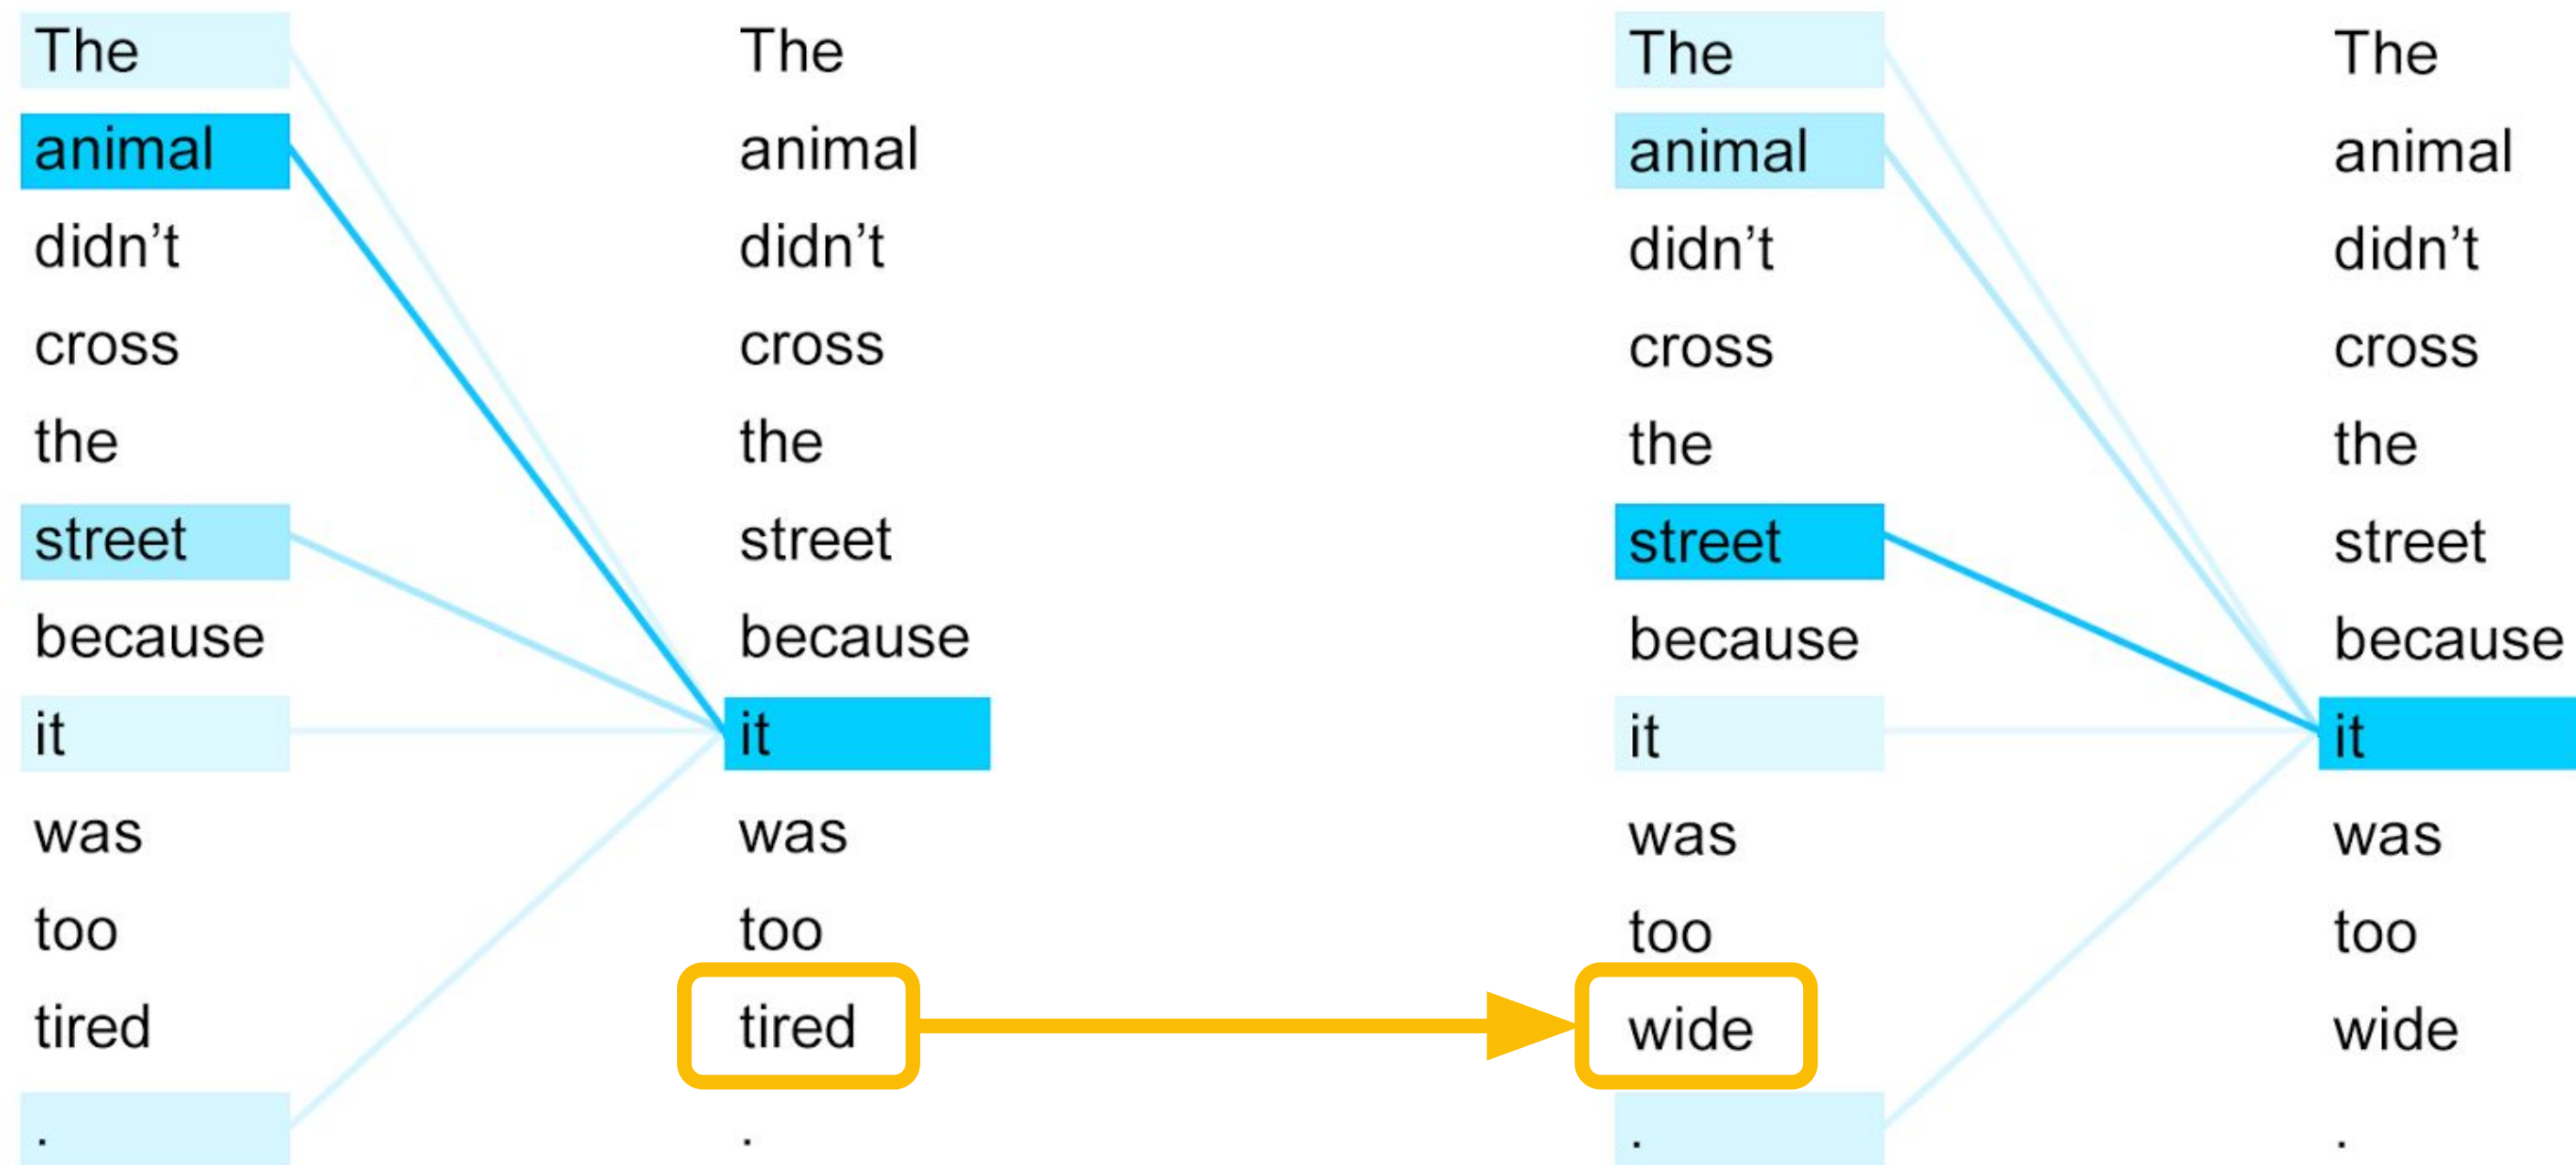 The
animal
didn’t
cross
the
street
because
it
was
too
tired
.
The
animal
didn’t
cross
the
street
because
it
was
too
tired
.
The
animal
didn’t
cross
the
street
because
it
was
too
wide
.
The
animal
didn’t
cross
the
street
because
it
was
too
wide
.